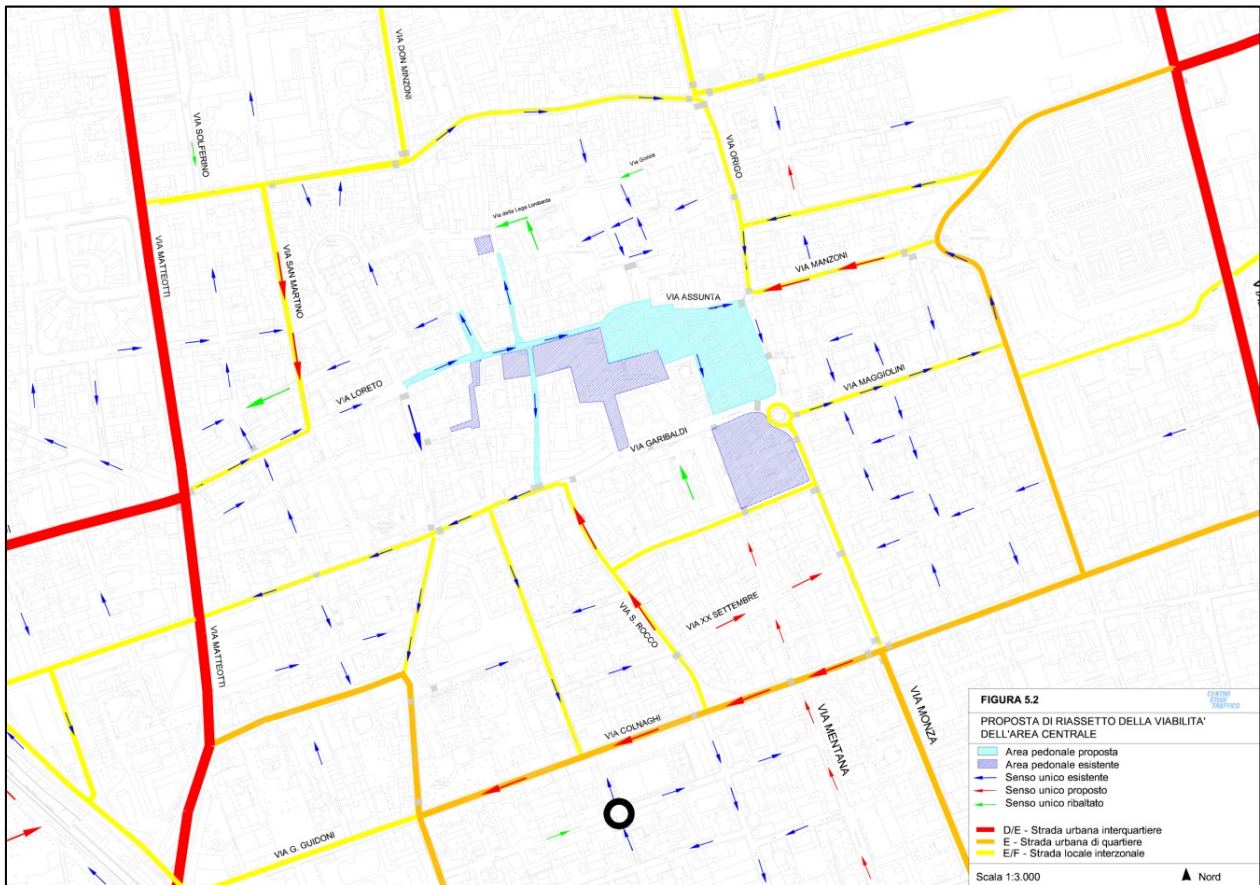 VIA DON MINZONI
VIA SOLFERINO
VIA ORIGO
Via Gorizia
Via della Lega Lombarda
VIA MATTEOTTI
VIA SAN MARTINO
VIA MANZONI
VIA ASSUNTA
VIA LORETO
VIA MAGGIOLINI
VIA GARIBALDI
VIA XX SETTEMBRE
VIA S. ROCCO
VIA MATTEOTTI
VIA COLNAGHI
VIA MENTANA
VIA MONZA
VIA G. GUIDONI
FIGURA 5.2
CENTRO
STUDI
TRAFFICO
PROPOSTA DI RIASSETTO DELLA VIABILITA'
DELL'AREA CENTRALE
Area pedonale proposta
Area pedonale esistente
Senso unico esistente
Senso unico proposto
Senso unico ribaltato
D/E - Strada urbana interquartiere
E - Strada urbana di quartiere
E/F - Strada locale interzonale
Scala 1:3.000
Nord